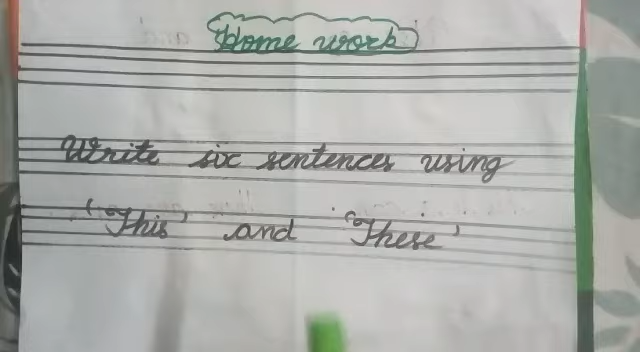 Home work
Write six sentences using
'This' and 'These'